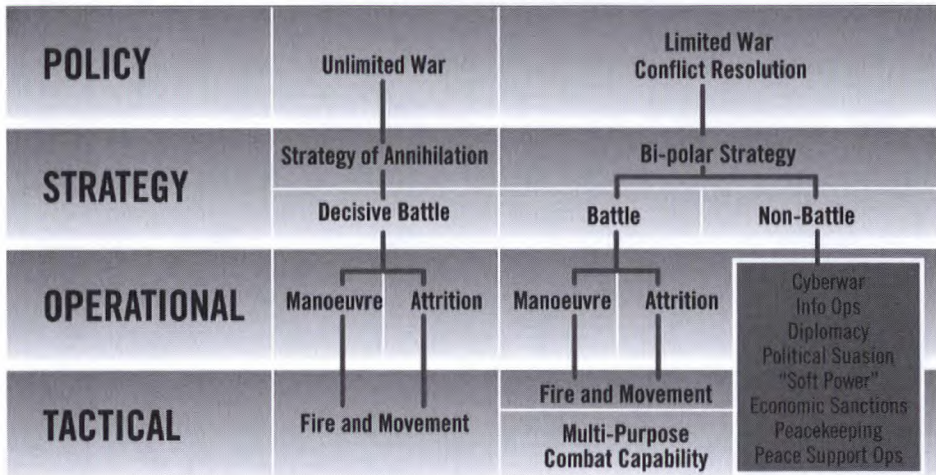 POLICY
Unlimited War
Limited War
Conflict Resolution
STRATEGY
Strategy of Annihilation
Bi-polar Strategy
Decisive Battle
Battle
Non-Battle
OPERATIONAL
Manoeuvre
Attrition
Manoeuvre
Attrition
Cyberwar
Info Ops
Diplomacy
Political Suasion
"Soft Power"
Economic Sanctions
Peacekeeping
Peace Support Ops
TACTICAL
Fire and Movement
Fire and Movement
Multi-Purpose
Combat Capability